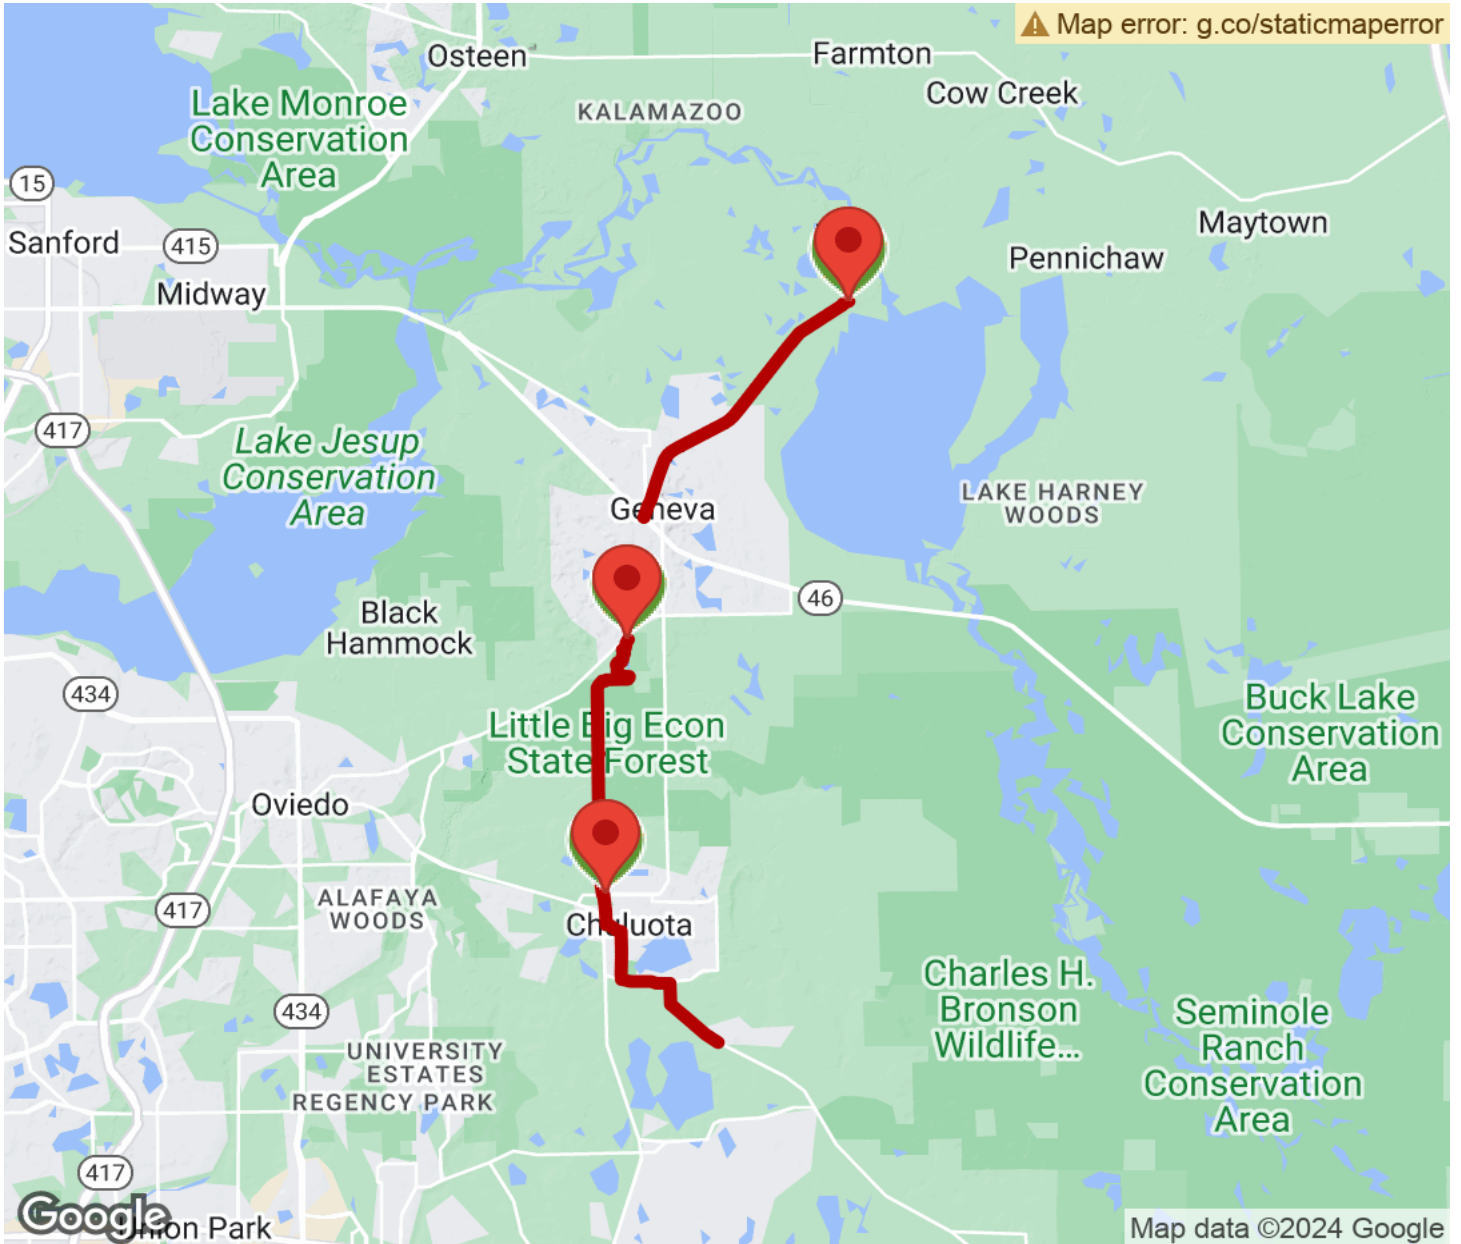 Map error: g.co/staticmaperror
Osteen
Farmton
Cow Creek
Lake Monroe
Conservation
Area
KALAMAZOO
15
Sanford
415
Midway
Maytown
Pennichaw
417
Lake Jesup
Conservation
Area
Geneva
LAKE HARNEY
WOODS
46
Black
Hammock
434
Little Big Econ
State Forest
Buck Lake
Conservation
Area
Oviedo
417
ALAFAYA
WOODS
Chuluota
434
Charles H.
Bronson
Wildlife...
Seminole
Ranch
Conservation
Area
UNIVERSITY
ESTATES
REGENCY PARK
417
Google
Union Park
Map data ©2024 Google